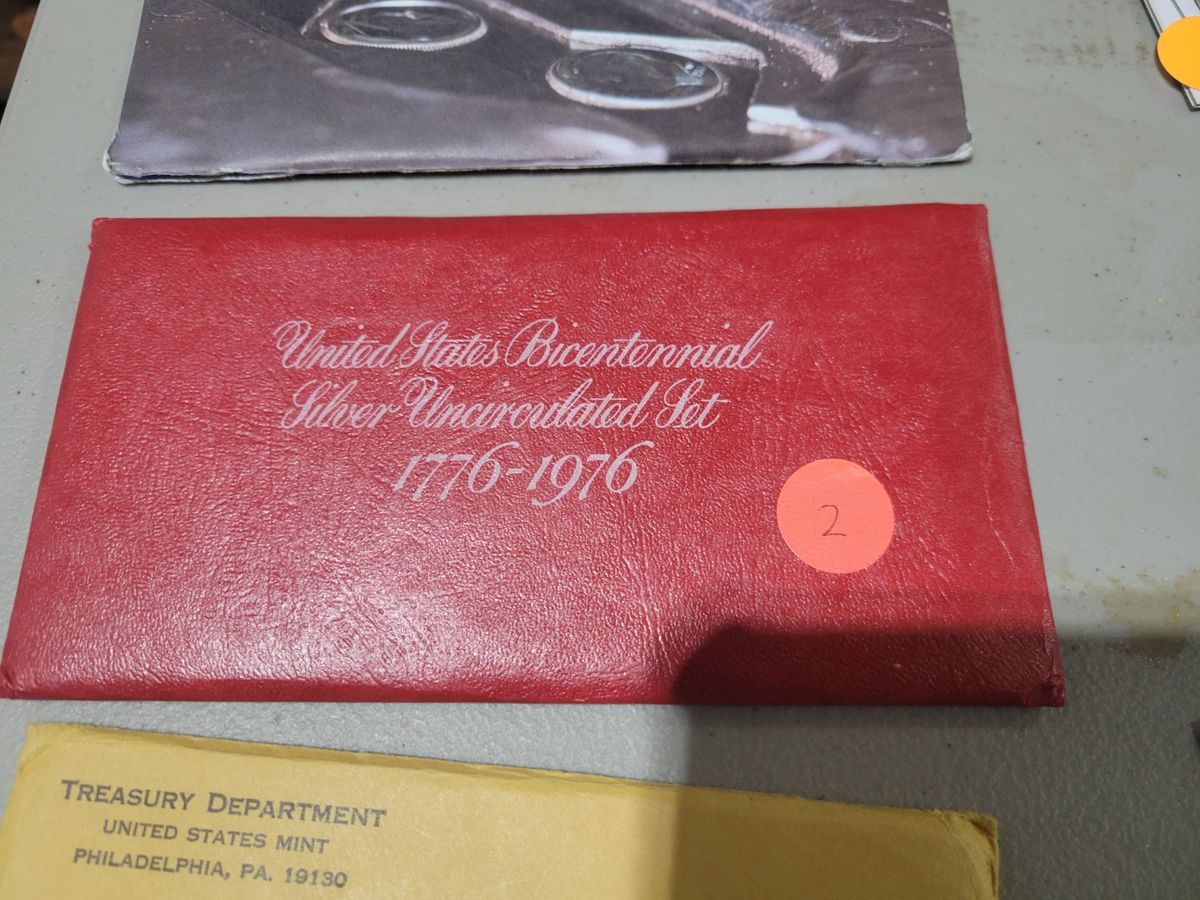 United States Bicentennial
Silver Uncirculated Set
1776-1976
2
TREASURY DEPARTMENT
UNITED STATES MINT
PHILADELPHIA, PA. 19130